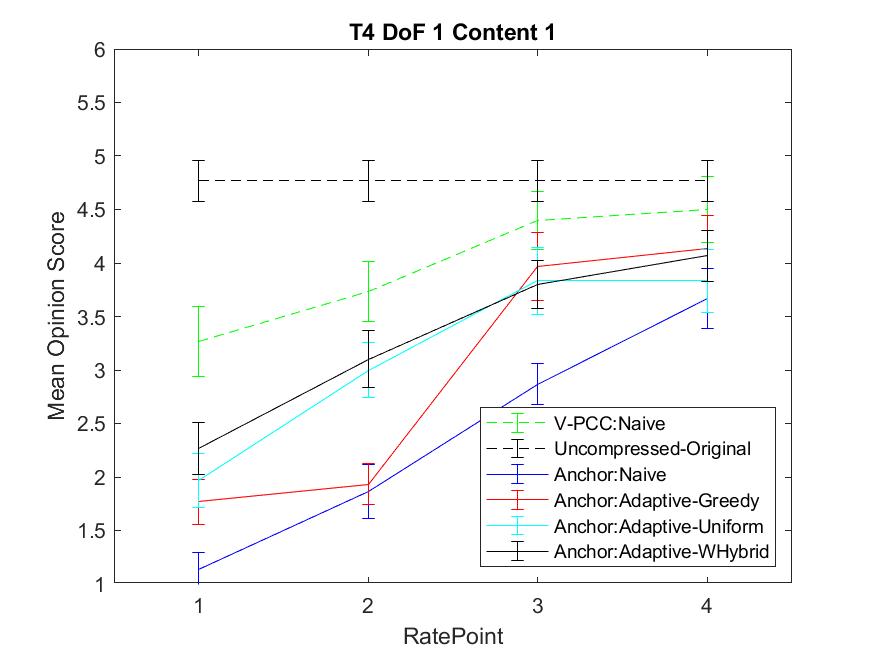 T4 DoF 1 Content 1
6
5.5
5
4.5
4
3.5
3
2.5
2
1.5
1
Mean Opinion Score
V-PCC:Naive
Uncompressed-Original
Anchor:Naive
Anchor:Adaptive-Greedy
Anchor:Adaptive-Uniform
Anchor:Adaptive-WHybrid
1 2 3 4
RatePoint